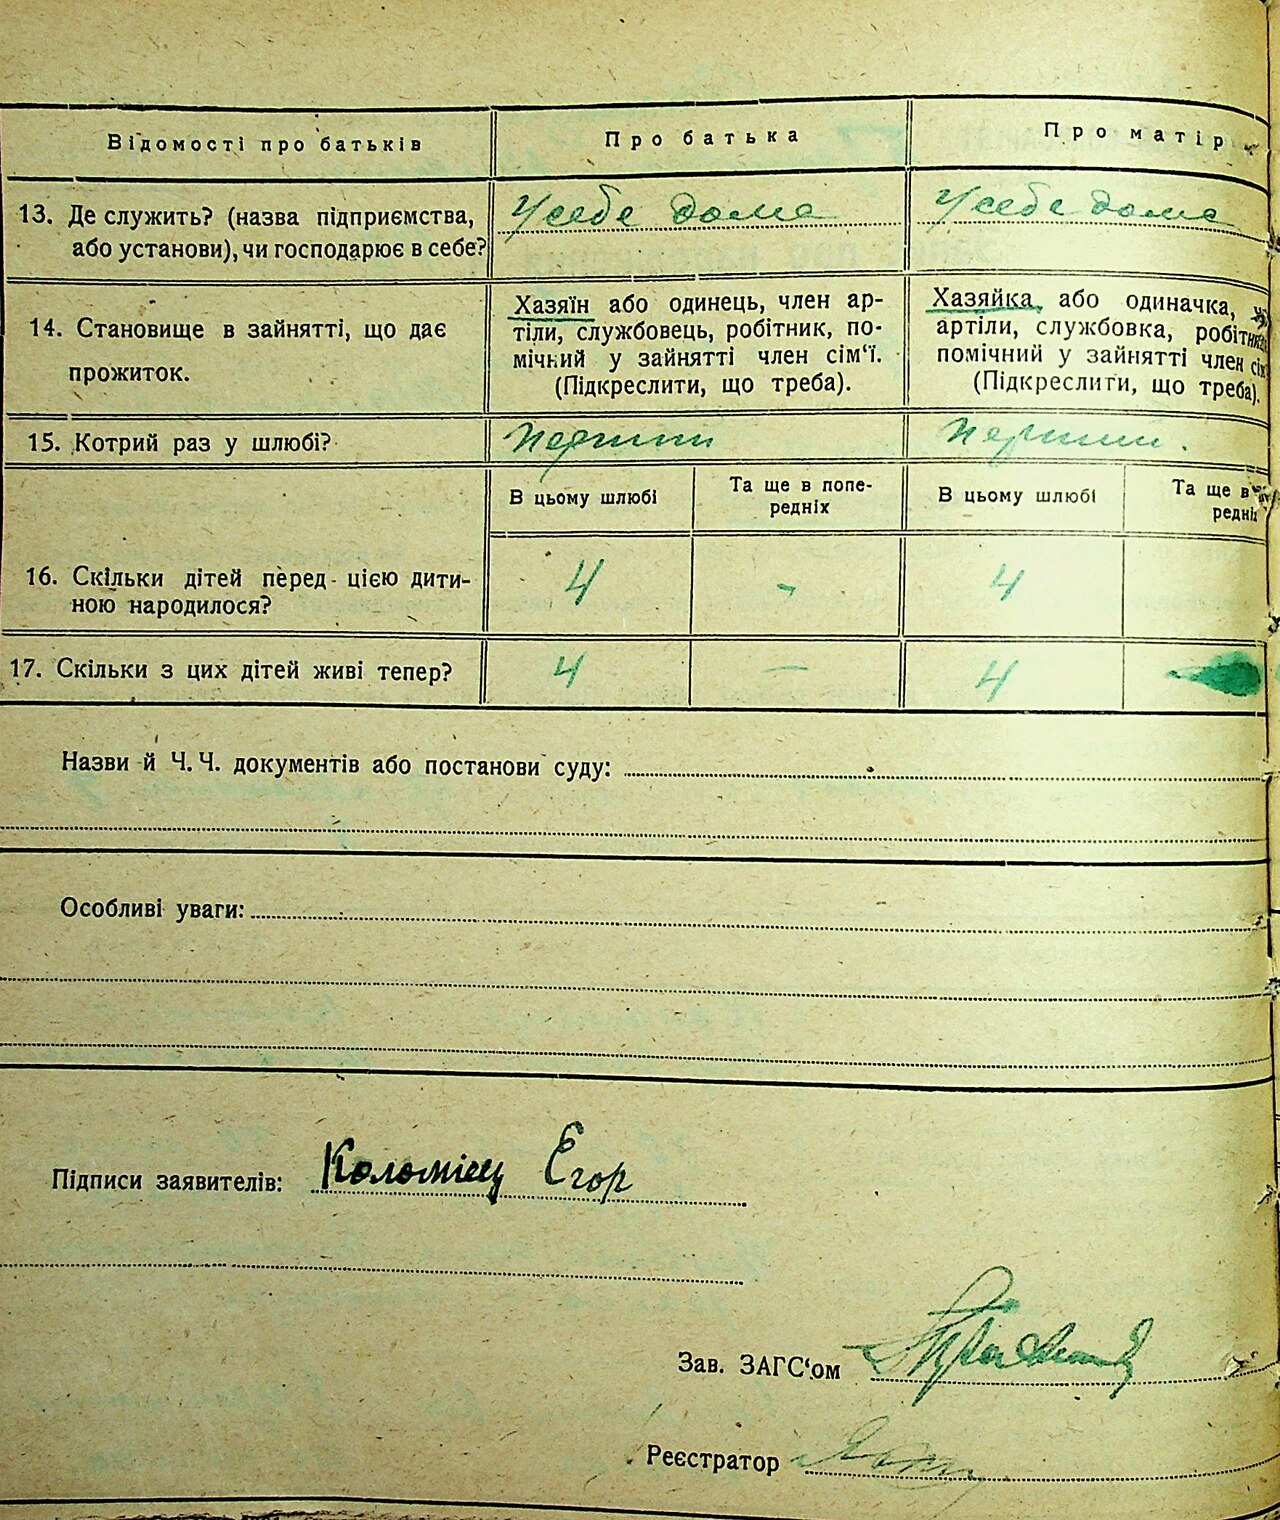 Відомості про батьків Про батька Про матір
13. Де служить? (назва підприємства, або установи), чи господарює в себе? У себе дома У себе дома
14. Становище в зайнятті, що дає прожиток.
Хазяїн або одинець, член ар-
тіли, службовець, робітник, по-
мічний у зайнятті член сім'ї.
(Підкреслити, що треба).
Хазяйка або одиначка,
артіли, службовка, робітн
помічний у зайнятті член сім
(Підкреслити, що треба).
15. Котрий раз у шлюбі? перший перший.
В цьому шлюбі Та ще в попе-
редніх
В цьому шлюбі Та ще в
редніх
16. Скільки дітей перед цією дити-
ною народилося? 4 - 4
17. Скільки з цих дітей живі тепер? 4 — 4
Назви й Ч.Ч. документів або постанови суду:
Особливі уваги:
Підписи заявителів: Коломієц Єгор
Зав. ЗАГС'ом
Реєстратор